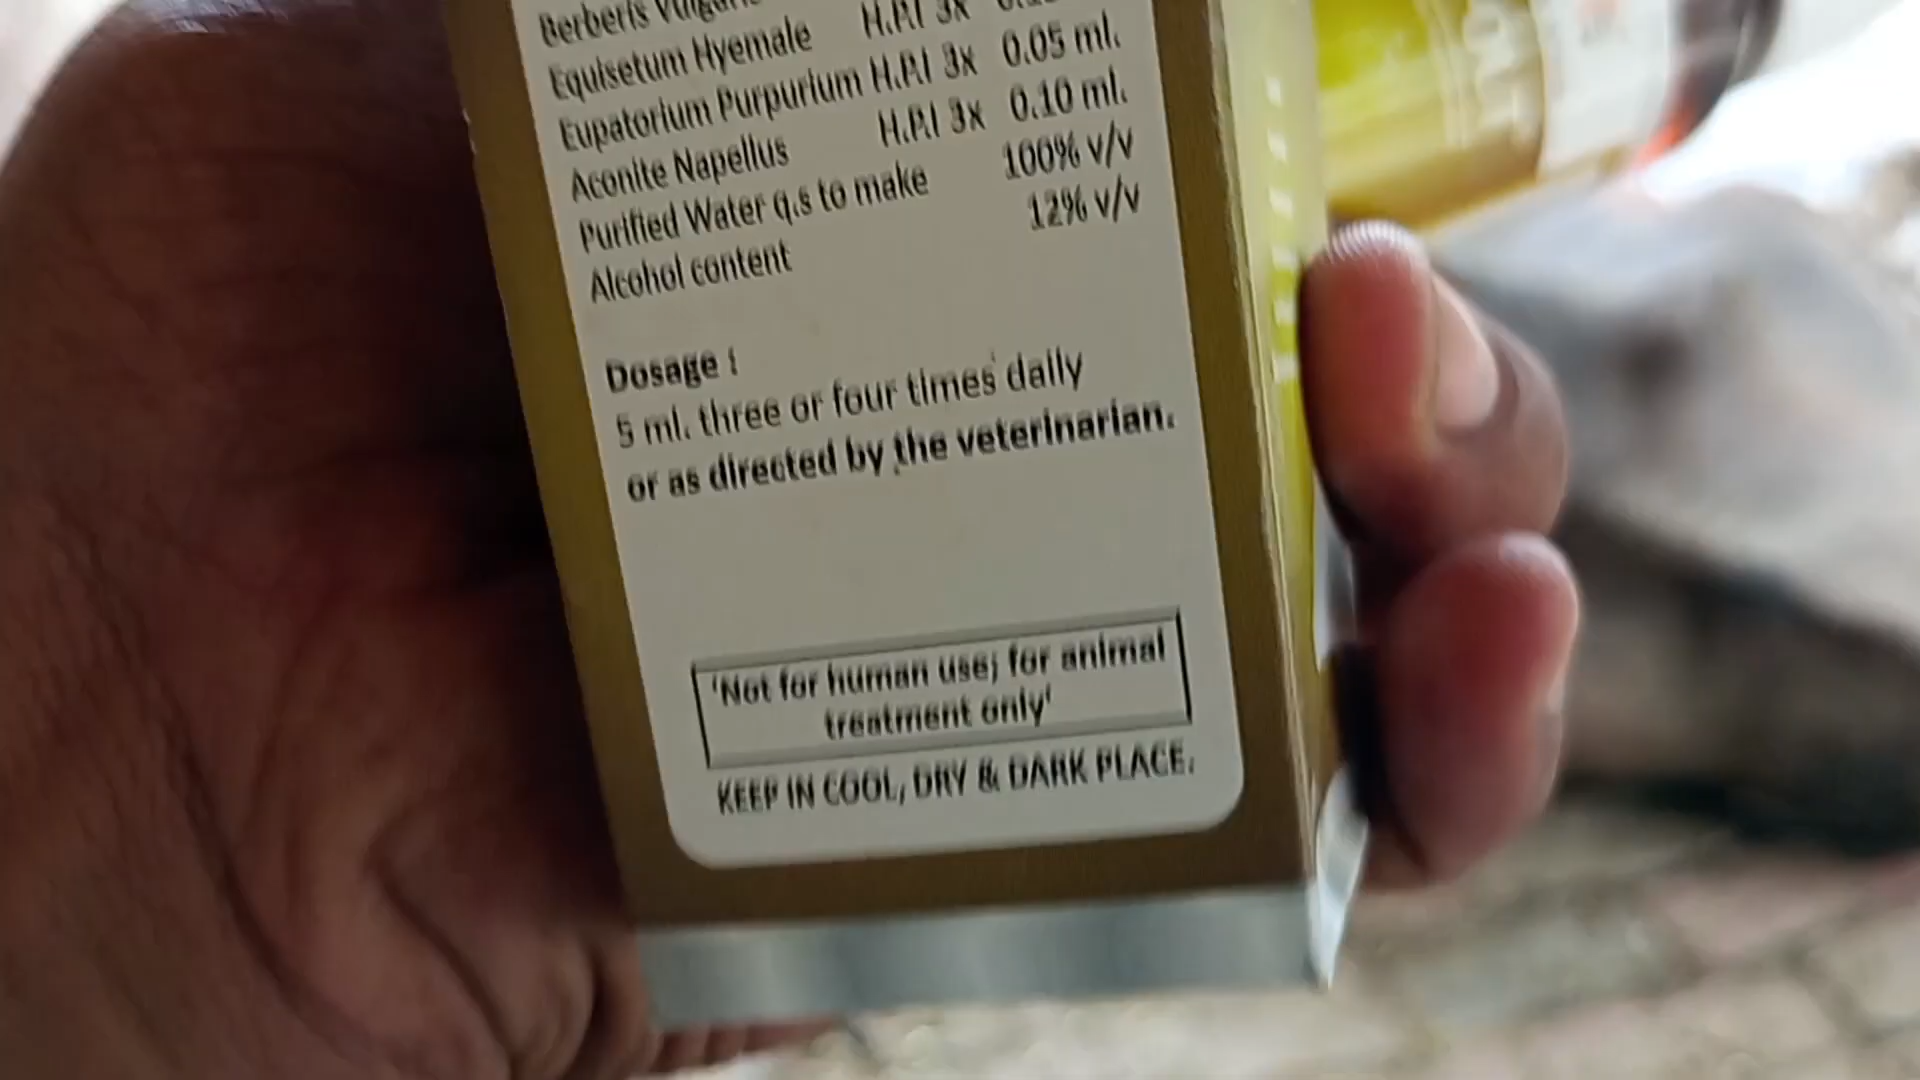 Berberis Vulgaris
Equisetum Hyemale H.P.I 3x
Eupatorium Purpurium H.P.I 3x 0.05 ml.
Aconite Napellus H.P.I 3x 0.10 ml.
Purified Water q.s to make 100% v/v
Alcohol content 12% v/v
Dosage :
5 ml. three or four times daily
or as directed by the veterinarian.
'Not for human use; for animal
treatment only'
KEEP IN COOL, DRY & DARK PLACE.